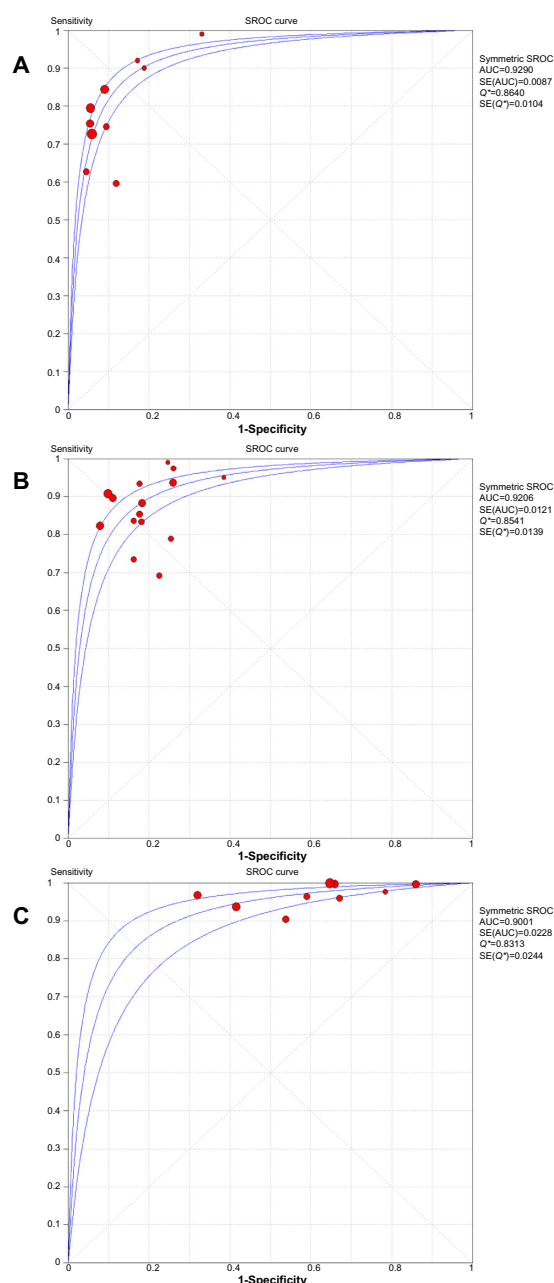 Sensitivity SROC curve
A
Symmetric SROC
AUC=0.9290
SE(AUC)=0.0087
Q*=0.8640
SE(Q*)=0.0104
1
0.9
0.8
0.7
0.6
0.5
0.4
0.3
0.2
0.1
0
0.2 0.4 0.6 0.8 1
1-Specificity
Sensitivity SROC curve
B
Symmetric SROC
AUC=0.9206
SE(AUC)=0.0121
Q*=0.8541
SE(Q*)=0.0139
1
0.9
0.8
0.7
0.6
0.5
0.4
0.3
0.2
0.1
0
0.2 0.4 0.6 0.8 1
1-Specificity
Sensitivity SROC curve
C
Symmetric SROC
AUC=0.9001
SE(AUC)=0.0228
Q*=0.8313
SE(Q*)=0.0244
1
0.9
0.8
0.7
0.6
0.5
0.4
0.3
0.2
0.1
0
0.2 0.4 0.6 0.8 1
1-Specificity